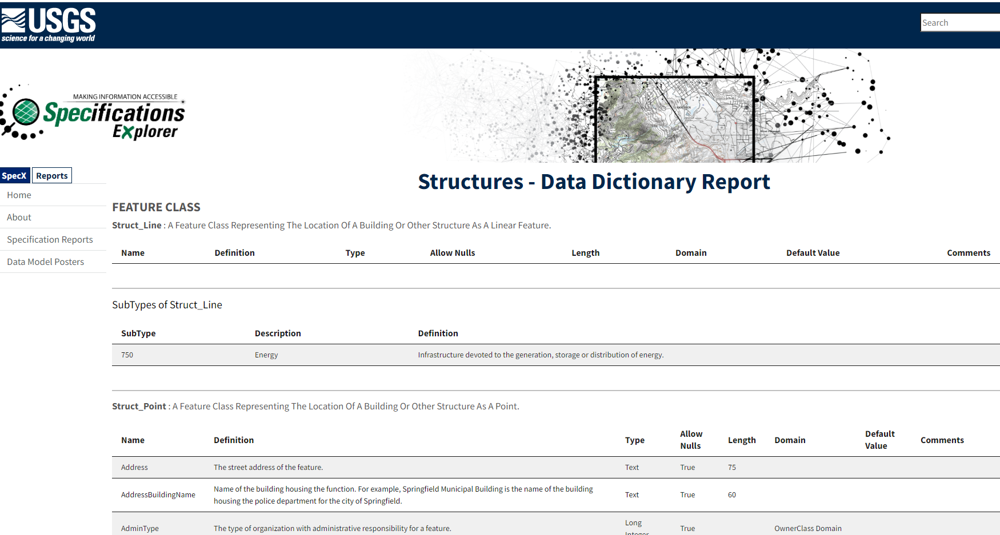 USGS
science for a changing world
Search
MAKING INFORMATION ACCESSIBLE
Specifications
Explorer
GOLDEN
SpecX Reports
Home
About
Specification Reports
Data Model Posters
Structures - Data Dictionary Report
FEATURE CLASS
Struct_Line : A Feature Class Representing The Location Of A Building Or Other Structure As A Linear Feature.
Name Definition Type Allow Nulls Length Domain Default Value Comments
SubTypes of Struct_Line
SubType Description Definition
750 Energy Infrastructure devoted to the generation, storage or distribution of energy.
Struct_Point : A Feature Class Representing The Location Of A Building Or Other Structure As A Point.
Name Definition Type Allow Nulls Length Domain Default Value Comments
Address The street address of the feature. Text True 75
AddressBuildingName Name of the building housing the function. For example, Springfield Municipal Building is the name of the building housing the police department for the city of Springfield. Text True 60
AdminType The type of organization with administrative responsibility for a feature. Long Integer True OwnerClass Domain